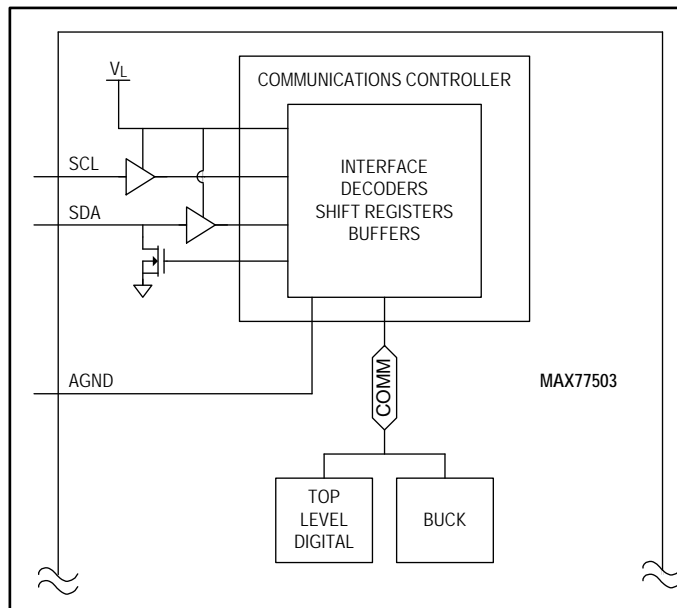 VL
COMMUNICATIONS CONTROLLER
SCL
SDA
INTERFACE
DECODERS
SHIFT REGISTERS
BUFFERS
AGND
COMM
MAX77503
TOP
LEVEL
DIGITAL
BUCK